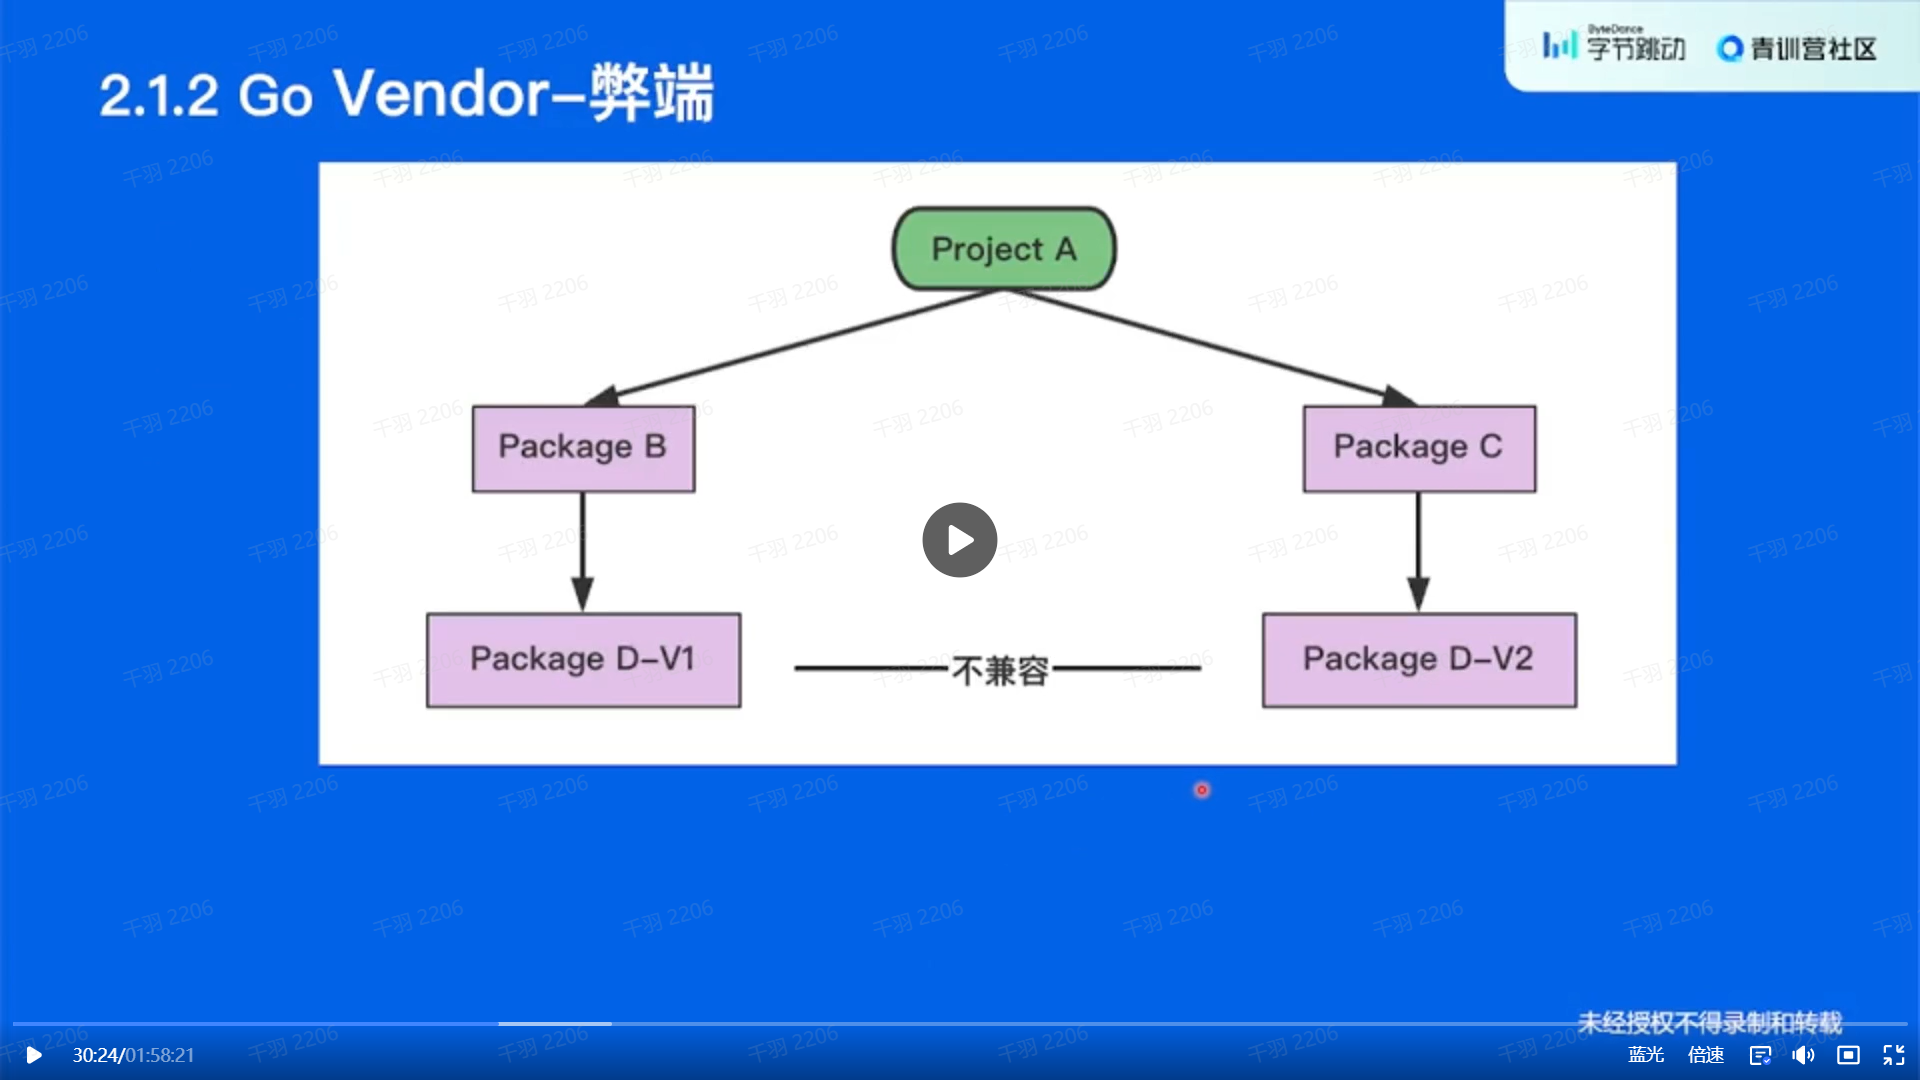 ByteDance
字节跳动 青训营社区
2.1.2 Go Vendor-弊端
Project A
Package B
Package C
Package D-V1
不兼容
Package D-V2
千羽 2206
未经授权不得录制和转载
30:24/01:58:21
蓝光 倍速